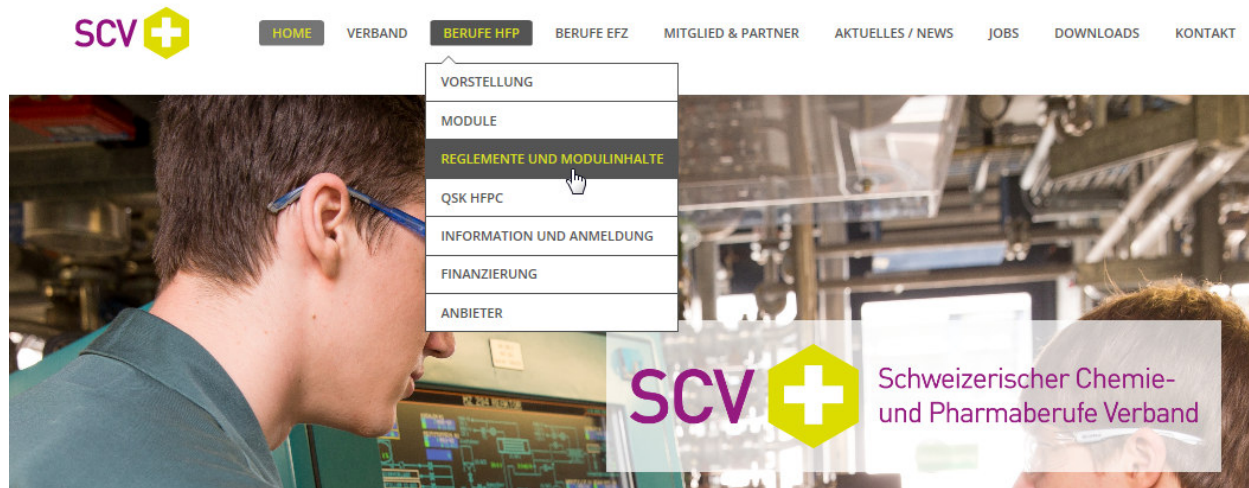 SCV
HOME VERBAND BERUFE HFP BERUFE EFZ MITGLIED & PARTNER AKTUELLES / NEWS JOBS DOWNLOADS KONTAKT
VORSTELLUNG
MODULE
REGLEMENTE UND MODULINHALTE
QSK HFPC
INFORMATION UND ANMELDUNG
FINANZIERUNG
ANBIETER
SCV
Schweizerischer Chemie-
und Pharmaberufe Verband